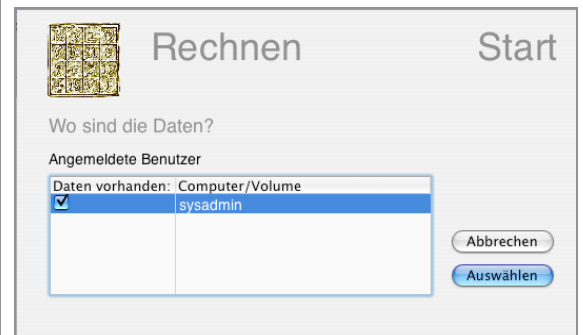 Rechnen Start
Wo sind die Daten?
Angemeldete Benutzer
Daten vorhanden: Computer/Volume
sysadmin
Abbrechen
Auswählen